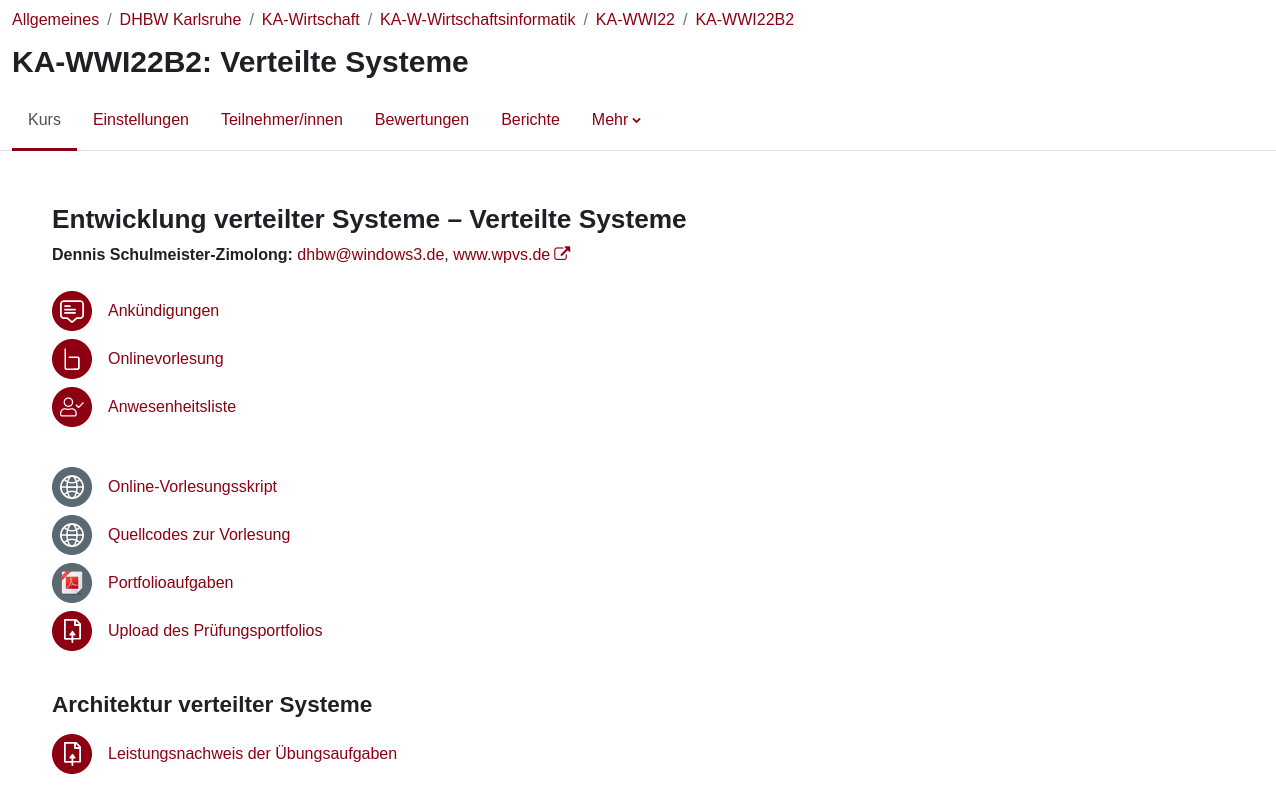 Allgemeines / DHBW Karlsruhe / KA-Wirtschaft / KA-W-Wirtschaftsinformatik / KA-WWI22 / KA-WWI22B2
KA-WWI22B2: Verteilte Systeme
Kurs Einstellungen Teilnehmer/innen Bewertungen Berichte Mehr
Entwicklung verteilter Systeme – Verteilte Systeme
Dennis Schulmeister-Zimolong: dhbw@windows3.de, www.wpvs.de
Ankündigungen
Onlinevorlesung
Anwesenheitsliste
Online-Vorlesungsskript
Quellcodes zur Vorlesung
Portfolioaufgaben
Upload des Prüfungsportfolios
Architektur verteilter Systeme
Leistungsnachweis der Übungsaufgaben